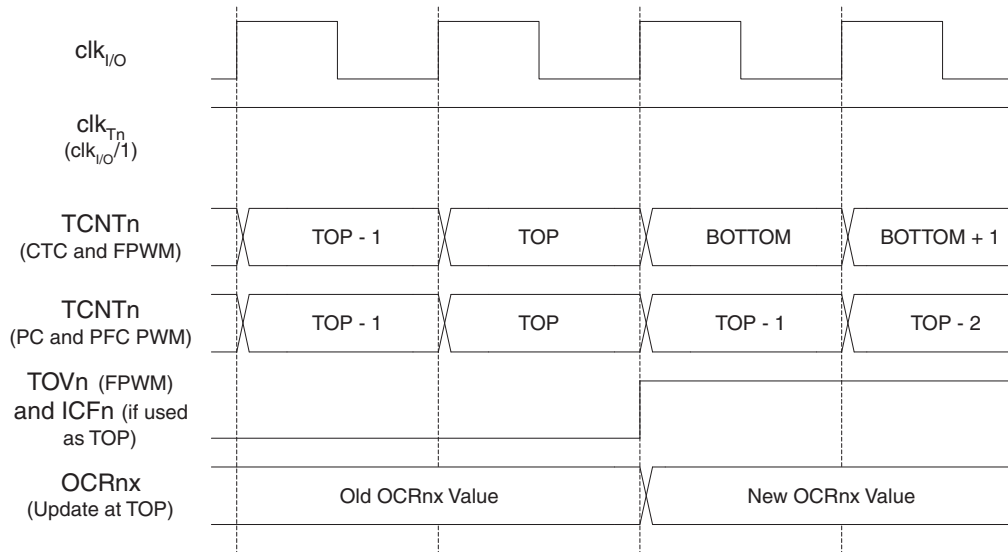 clkI/O
clkTn
(clkI/O/1)
TCNTn
(CTC and FPWM)
TOP - 1
TOP
BOTTOM
BOTTOM + 1
TCNTn
(PC and PFC PWM)
TOP - 1
TOP
TOP - 1
TOP - 2
TOVn (FPWM)
and ICFn (if used
as TOP)
OCRnx
(Update at TOP)
Old OCRnx Value
New OCRnx Value